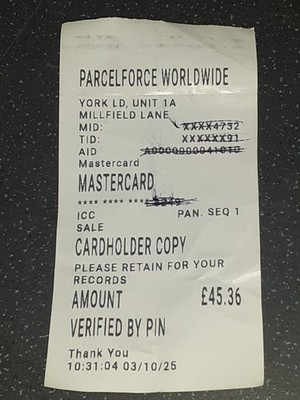 PARCELFORCE WORLDWIDE
YORK LD, UNIT 1A
MILLFIELD LANE
MID: XXXX4732
TID: XXXXXX91
AID
Mastercard
MASTERCARD
**** **** ****
ICC PAN. SEQ 1
SALE
CARDHOLDER COPY
PLEASE RETAIN FOR YOUR
RECORDS
AMOUNT £45.36
VERIFIED BY PIN
Thank You
10:31:04 03/10/25